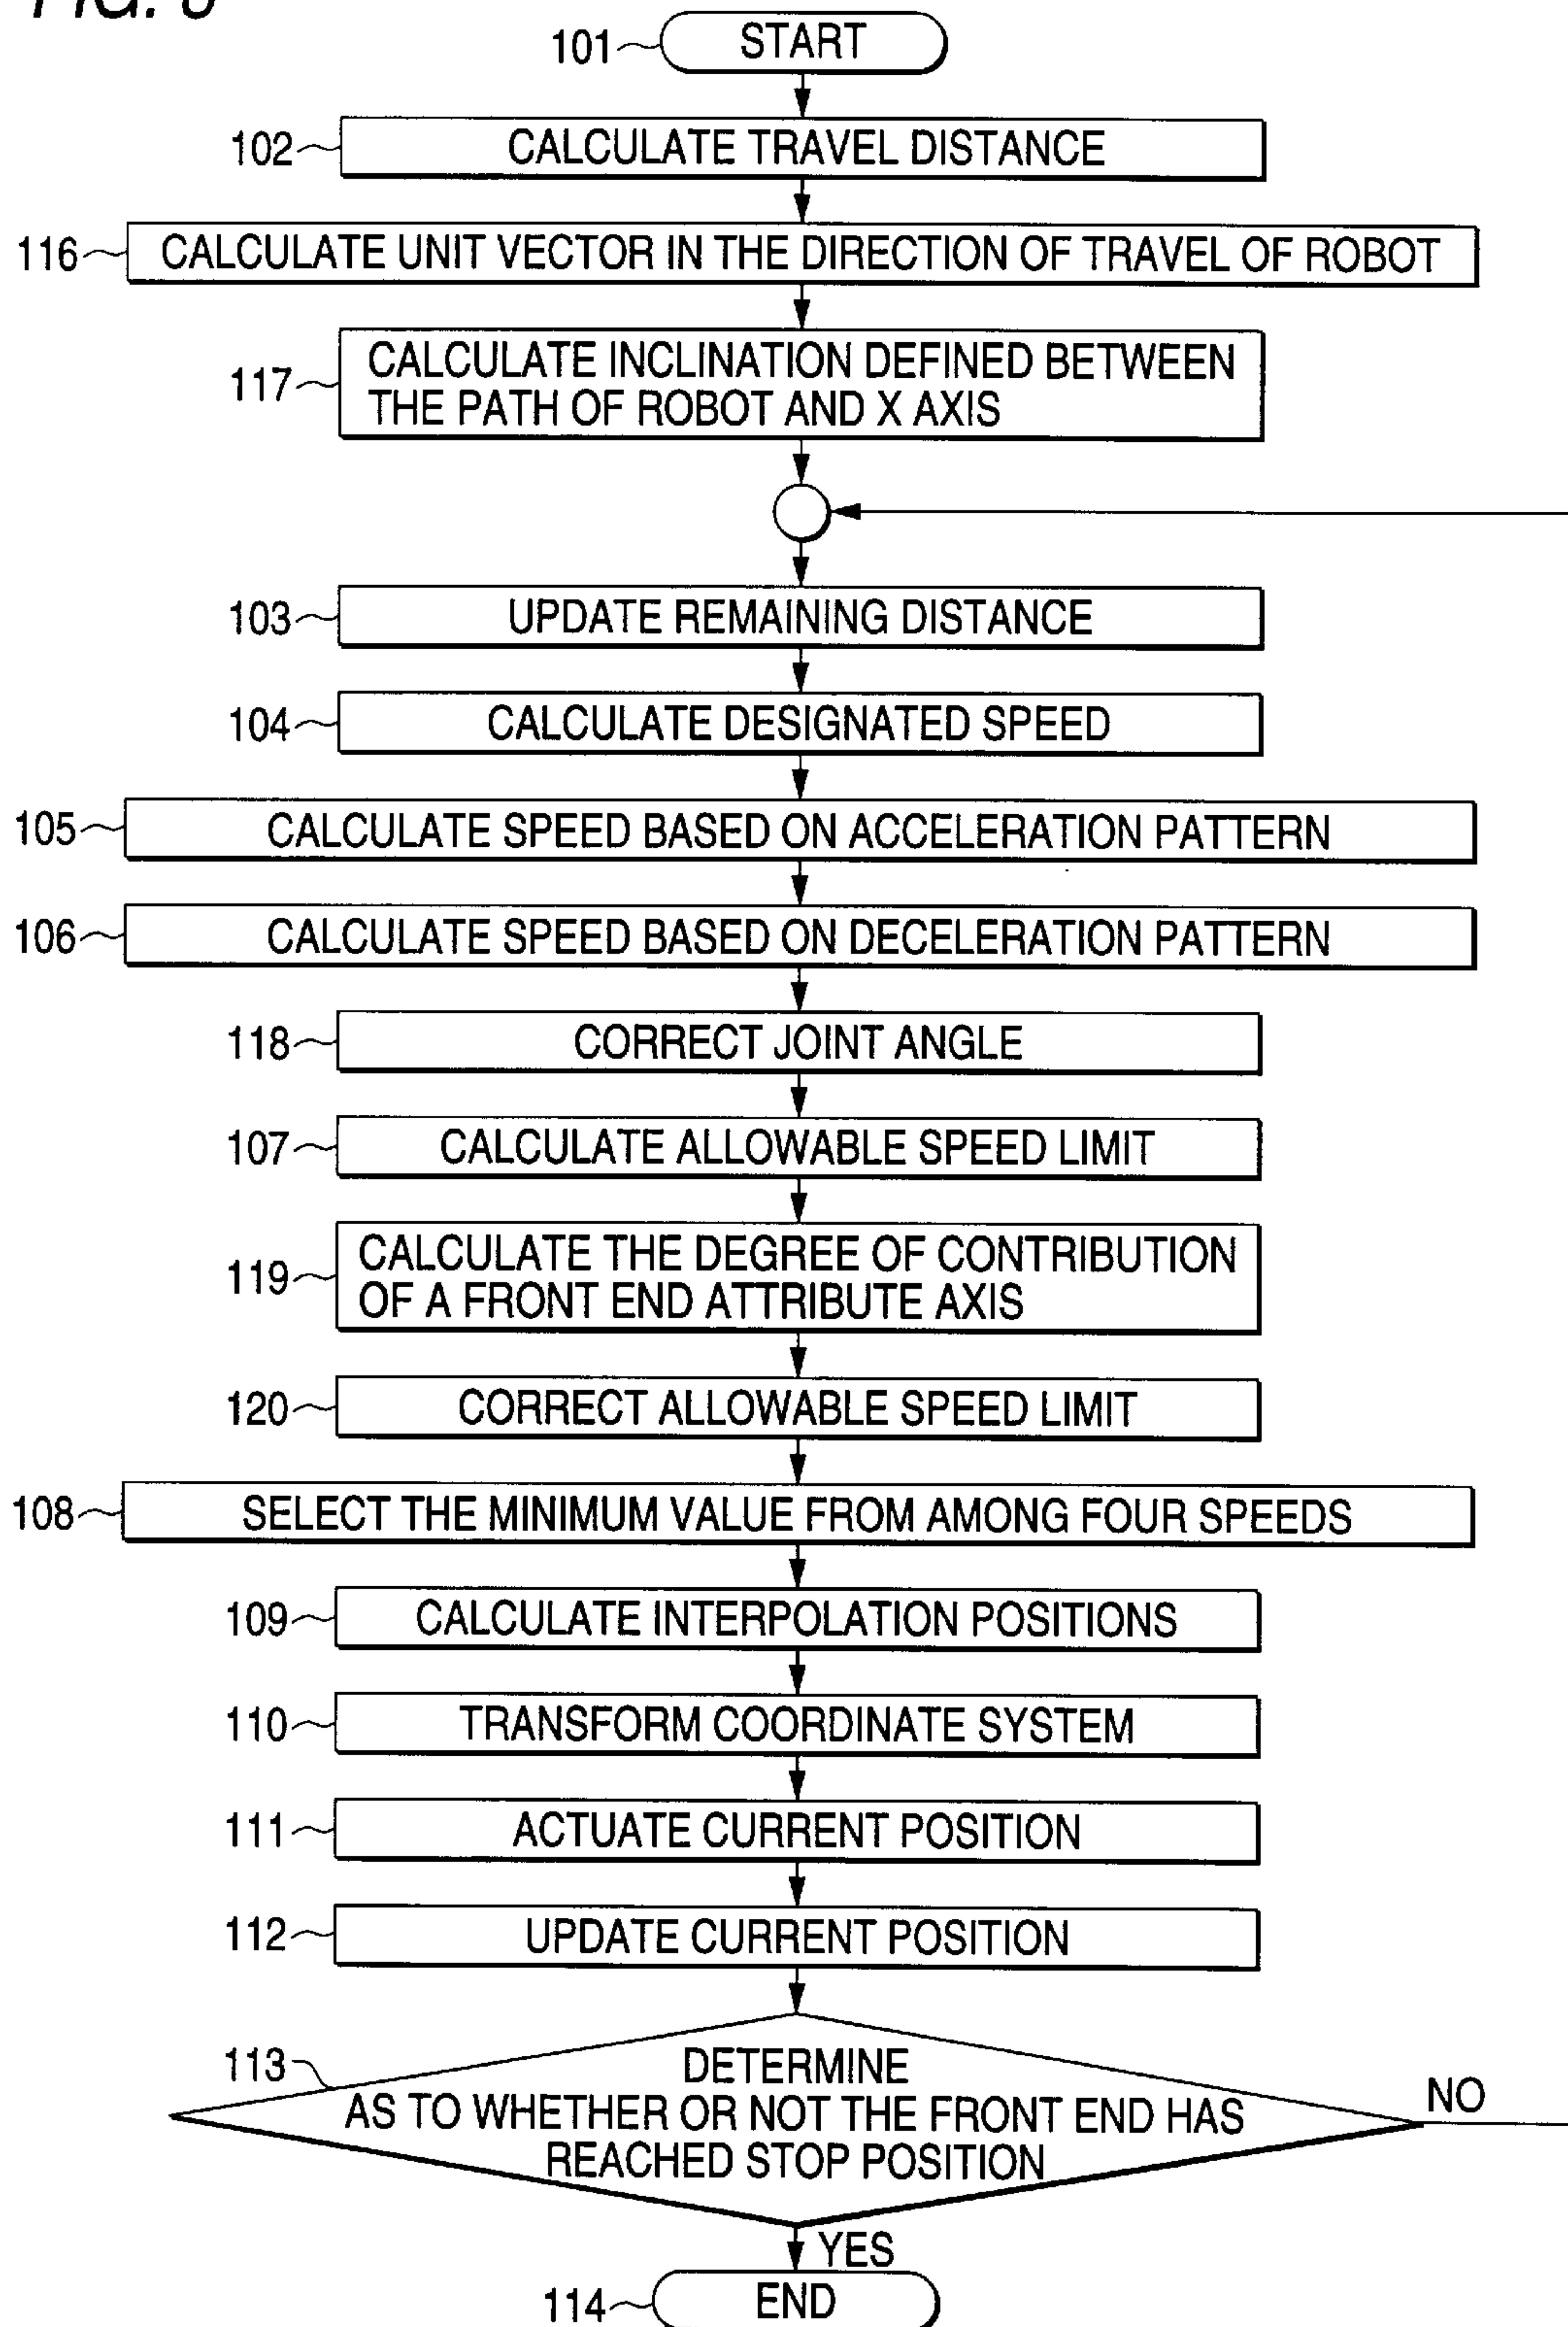 101 START
102 CALCULATE TRAVEL DISTANCE
116 CALCULATE UNIT VECTOR IN THE DIRECTION OF TRAVEL OF ROBOT
117 CALCULATE INCLINATION DEFINED BETWEEN
THE PATH OF ROBOT AND X AXIS
103 UPDATE REMAINING DISTANCE
104 CALCULATE DESIGNATED SPEED
105 CALCULATE SPEED BASED ON ACCELERATION PATTERN
106 CALCULATE SPEED BASED ON DECELERATION PATTERN
118 CORRECT JOINT ANGLE
107 CALCULATE ALLOWABLE SPEED LIMIT
119 CALCULATE THE DEGREE OF CONTRIBUTION
OF A FRONT END ATTRIBUTE AXIS
120 CORRECT ALLOWABLE SPEED LIMIT
108 SELECT THE MINIMUM VALUE FROM AMONG FOUR SPEEDS
109 CALCULATE INTERPOLATION POSITIONS
110 TRANSFORM COORDINATE SYSTEM
111 ACTUATE CURRENT POSITION
112 UPDATE CURRENT POSITION
113 DETERMINE
AS TO WHETHER OR NOT THE FRONT END HAS
REACHED STOP POSITION
NO
YES
114 END